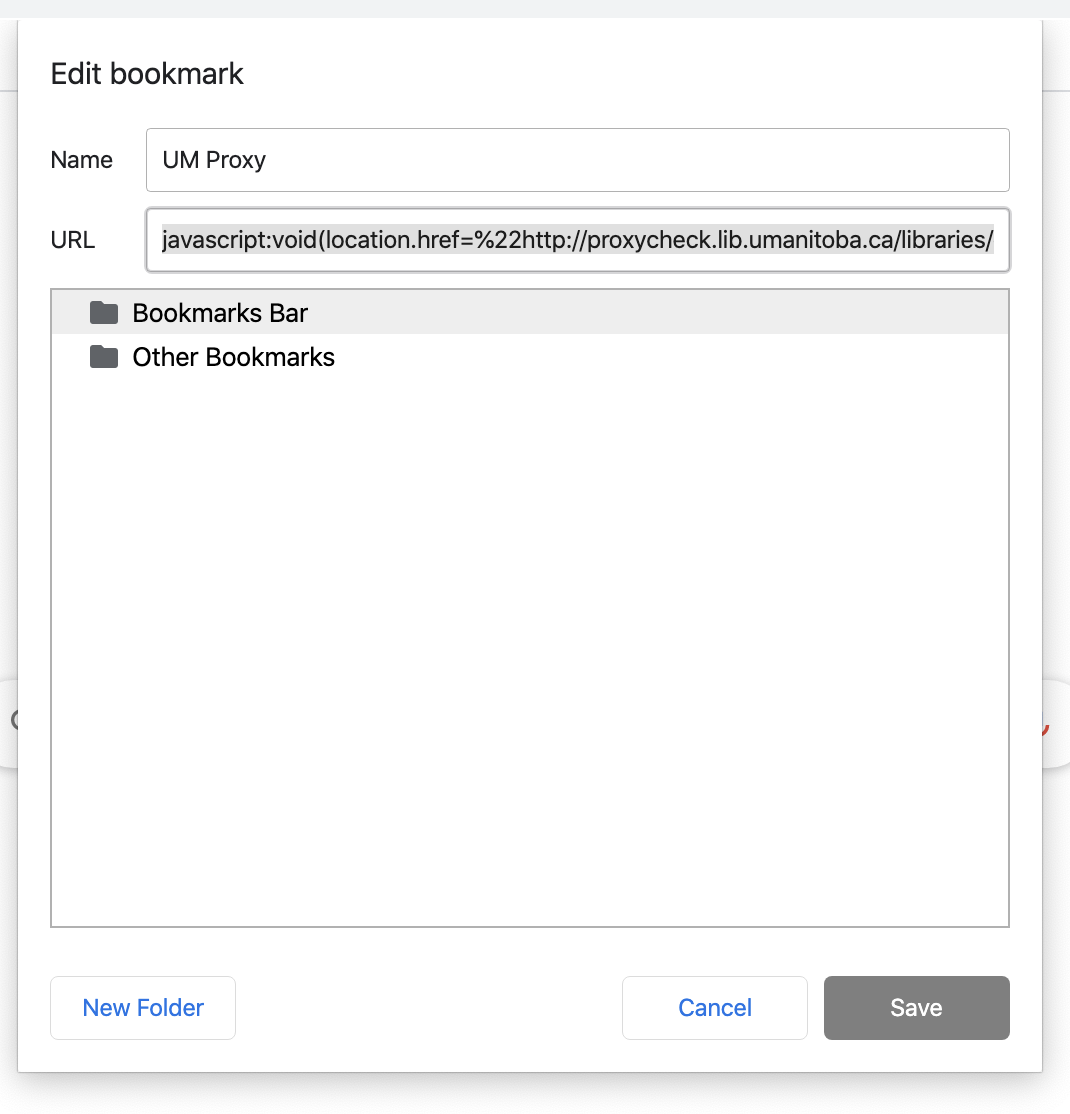 Edit bookmark
Name
UM Proxy
URL
javascript:void(location.href=%22http://proxycheck.lib.umanitoba.ca/libraries/
Bookmarks Bar
Other Bookmarks
New Folder
Cancel
Save